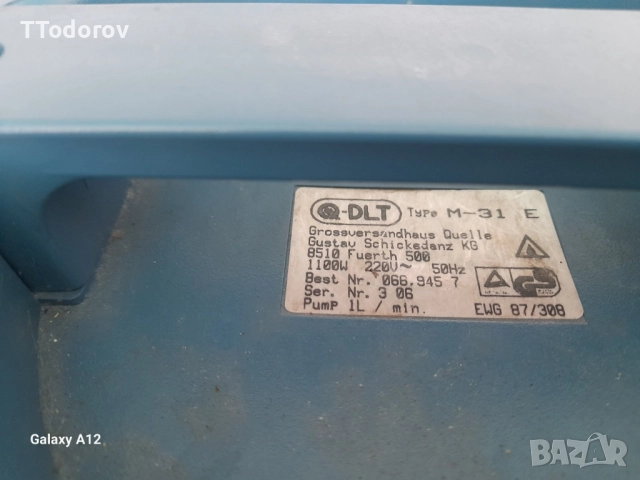 TTodorov
Q-DLT Type M-31 E
Grossversandhaus Quelle
Gustav Schickedanz KG
8510 Fuerth 500
1100W 220V~ 50Hz
Best Nr. 066.945 7
Ser. Nr. 3 06
Pump 1L / min. EWG 87/308
Galaxy A12
BAZAR